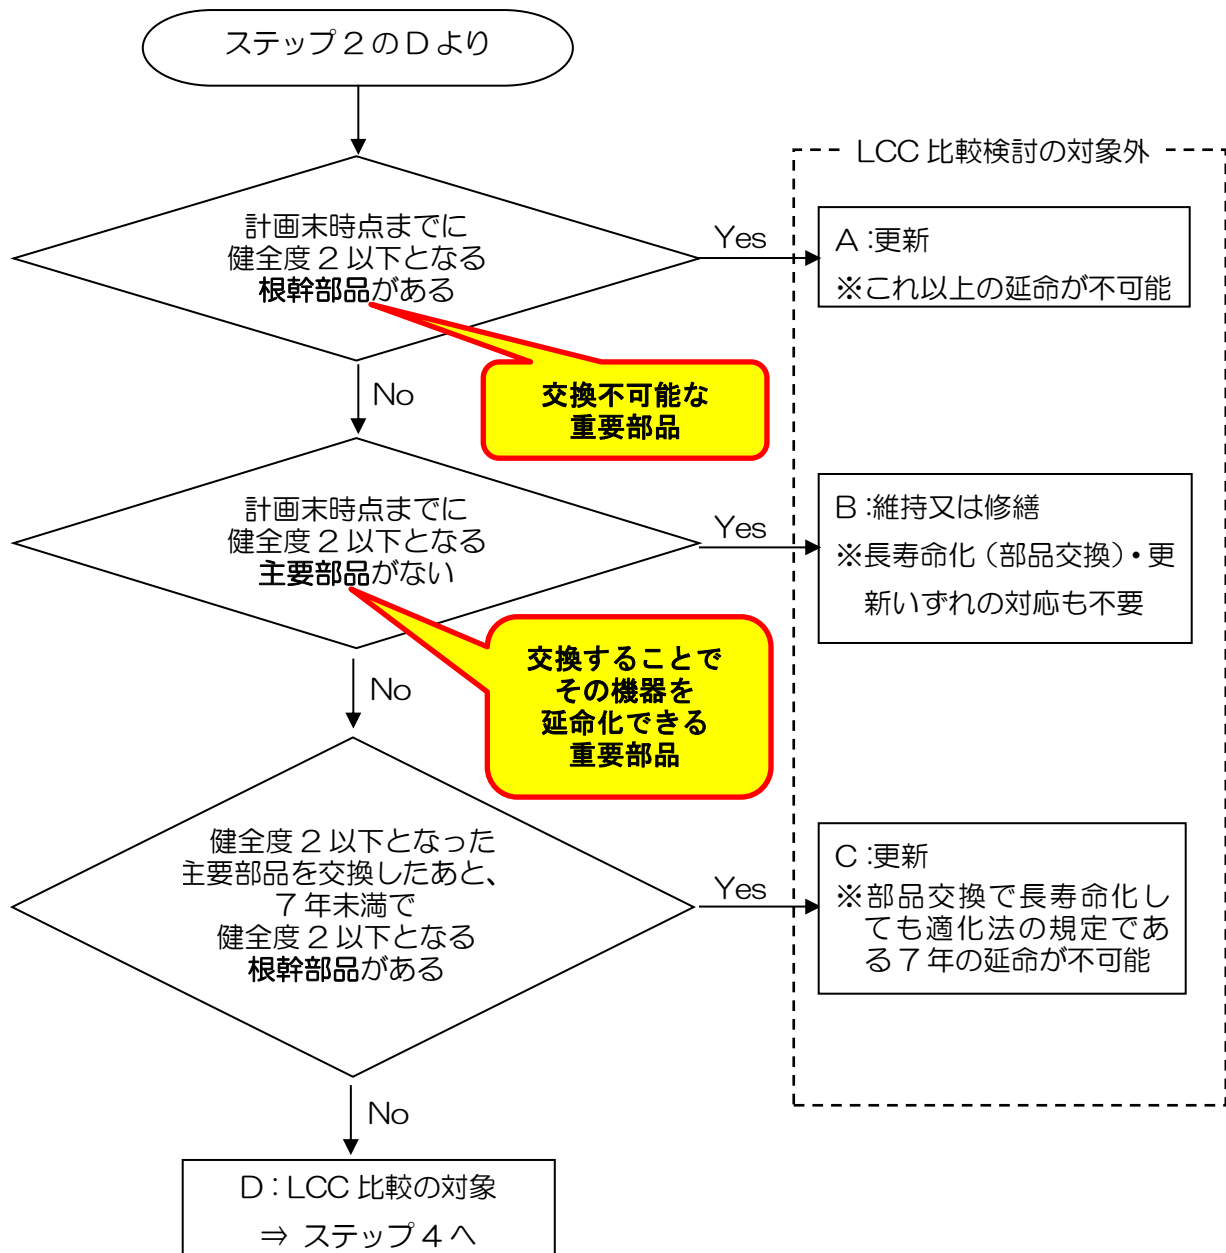 ステップ2のDより
計画末時点までに
健全度2以下となる
根幹部品がある
Yes
No
交換不可能な
重要部品
LCC比較検討の対象外
A:更新
※これ以上の延命が不可能
計画末時点までに
健全度2以下となる
主要部品がない
Yes
No
交換することで
その機器を
延命化できる
重要部品
B:維持又は修繕
※長寿命化(部品交換)・更
新いずれの対応も不要
健全度2以下となった
主要部品を交換したあと、
7年未満で
健全度2以下となる
根幹部品がある
Yes
No
C:更新
※部品交換で長寿命化し
ても適化法の規定であ
る7年の延命が不可能
D:LCC比較の対象
⇒ ステップ4へ